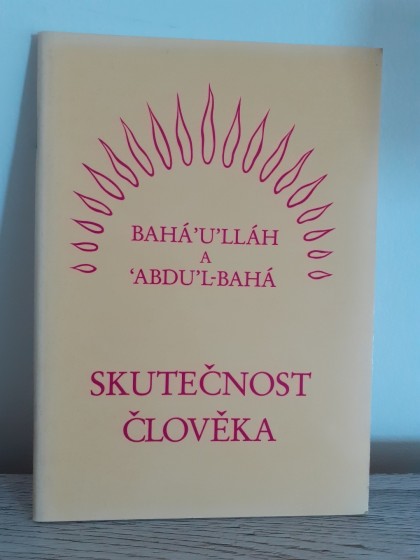 BAHÁ'U'LLÁH
A
'ABDU'L-BAHÁ
SKUTEČNOST
ČLOVĚKA